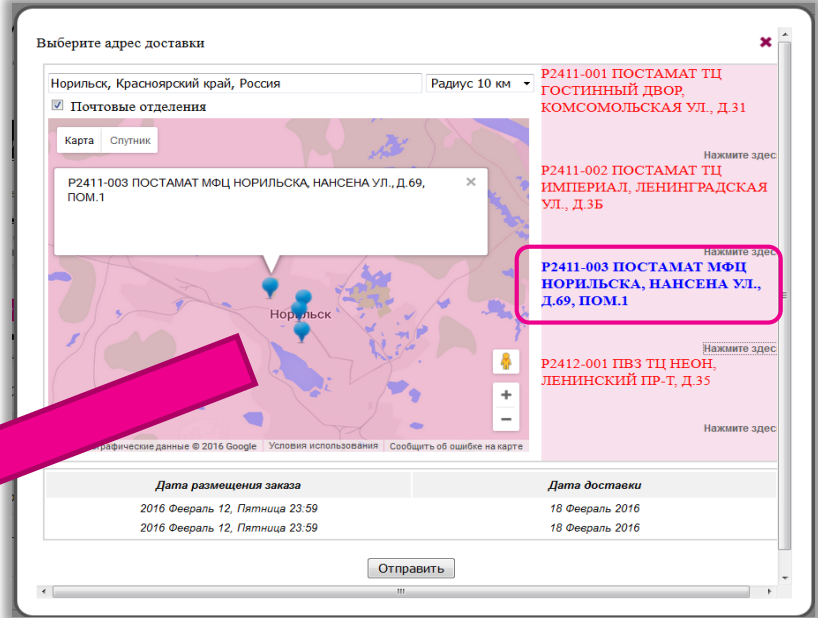 Выберите адрес доставки
Норильск, Красноярский край, Россия
Радиус 10 км
Почтовые отделения
Карта Спутник
P2411-003 ПОСТАМАТ МФЦ НОРИЛЬСКА, НАНСЕНА УЛ., Д.69,
ПОМ.1
Норильск
данные © 2016 Google
Условия использования
Сообщить об ошибке на карте
P2411-001 ПОСТАМАТ ТЦ
ГОСТИННЫЙ ДВОР,
КОМСОМОЛЬСКАЯ УЛ., Д.31
Нажмите здес
P2411-002 ПОСТАМАТ ТЦ
ИМПЕРИАЛ, ЛЕНИНГРАДСКАЯ
УЛ., Д.3Б
Нажмите здес
P2411-003 ПОСТАМАТ МФЦ
НОРИЛЬСКА, НАНСЕНА УЛ.,
Д.69, ПОМ.1
Нажмите здес
P2412-001 ПВЗ ТЦ НЕОН,
ЛЕНИНСКИЙ ПР-Т, Д.35
Нажмите здес
Дата размещения заказа Дата доставки
2016 Февраль 12, Пятница 23:59 18 Февраль 2016
2016 Февраль 12, Пятница 23:59 18 Февраль 2016
Отправить